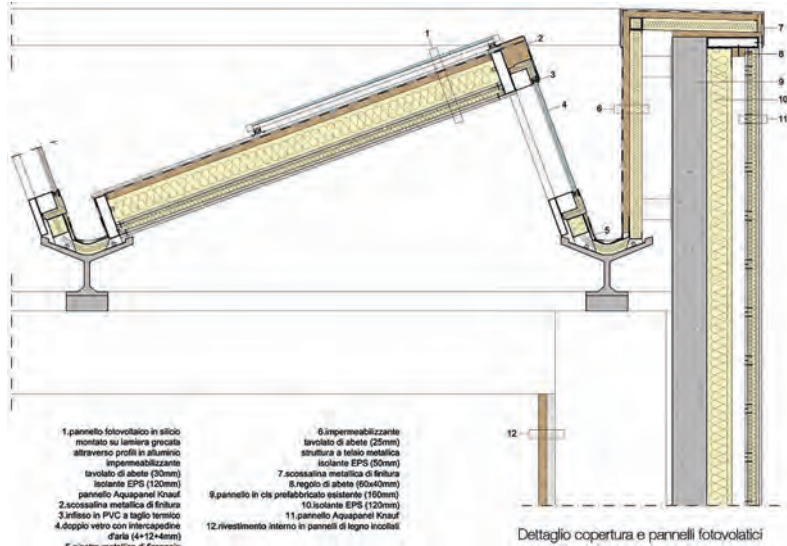 1
2
3
4
5
6
7
8
9
10
11
12
1.pannello fotovoltaico in silicio
montato su lamiera grecata
attraverso profili in alluminio
impermeabilizzante
tavolato di abete (30mm)
isolante EPS (120mm)
pannello Aquapanel Knauf
2.scossalina metallica di finitura
3.infisso in PVC a taglio termico
4.doppio vetro con intercapedine
d'aria (4+12+4mm)
6.impermeabilizzante
tavolato di abete (25mm)
struttura a telaio metallica
isolante EPS (50mm)
7.scossalina metallica di finitura
8.regolo di abete (60x40mm)
9.pannello in cls prefabbricato esistente (160mm)
10.isolante EPS (120mm)
11.pannello Aquapanel Knauf
12.rivestimento interno in pannelli di legno incollati
Dettaglio copertura e pannelli fotovoltaici